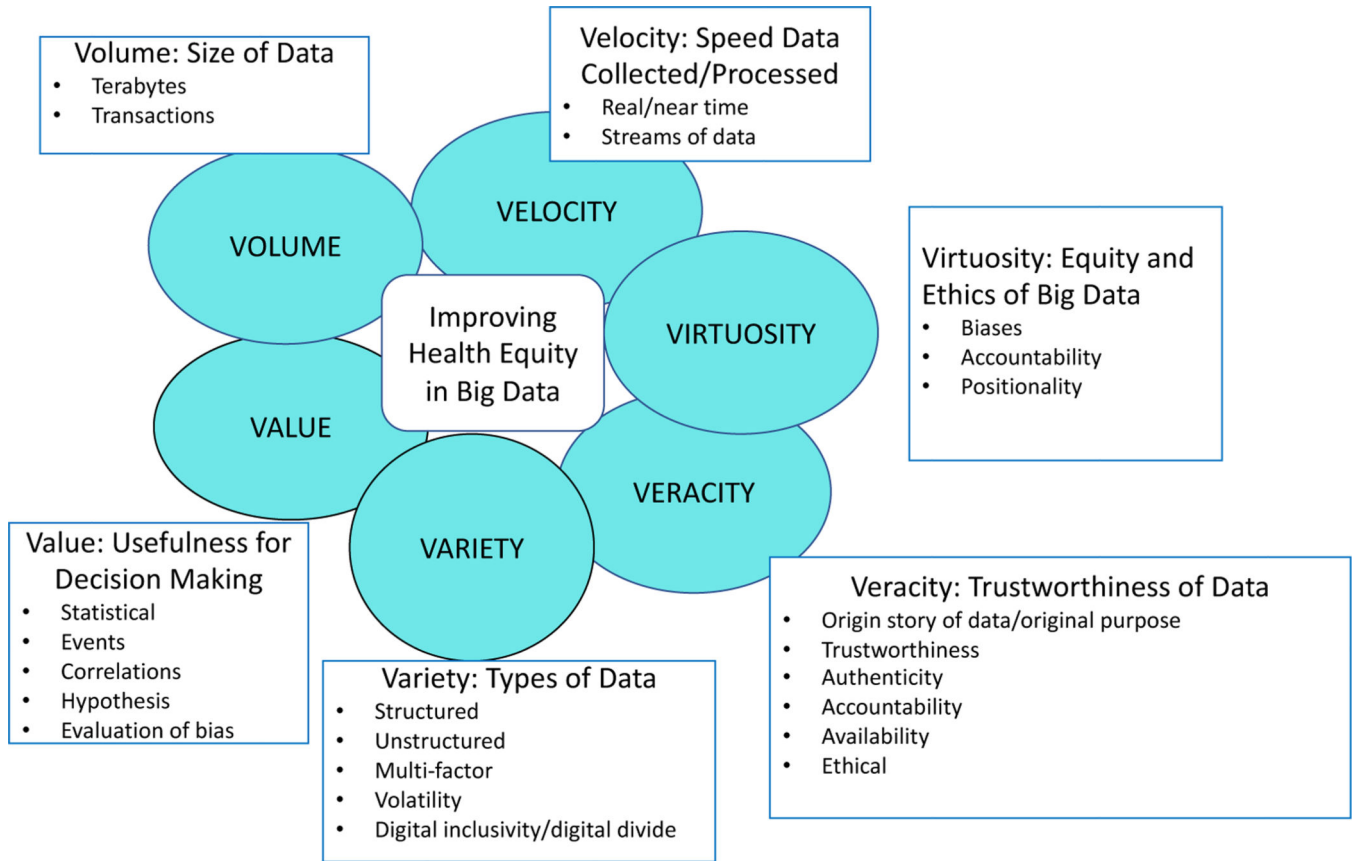 Volume: Size of Data
• Terabytes
• Transactions
Velocity: Speed Data
Collected/Processed
• Real/near time
• Streams of data
VELOCITY
VOLUME
Virtuosity: Equity and
Ethics of Big Data
• Biases
• Accountability
• Positionality
Improving
Health Equity
in Big Data
VIRTUOSITY
VALUE
VERACITY
VARIETY
Value: Usefulness for
Decision Making
• Statistical
• Events
• Correlations
• Hypothesis
• Evaluation of bias
Variety: Types of Data
• Structured
• Unstructured
• Multi-factor
• Volatility
• Digital inclusivity/digital divide
Veracity: Trustworthiness of Data
• Origin story of data/original purpose
• Trustworthiness
• Authenticity
• Accountability
• Availability
• Ethical